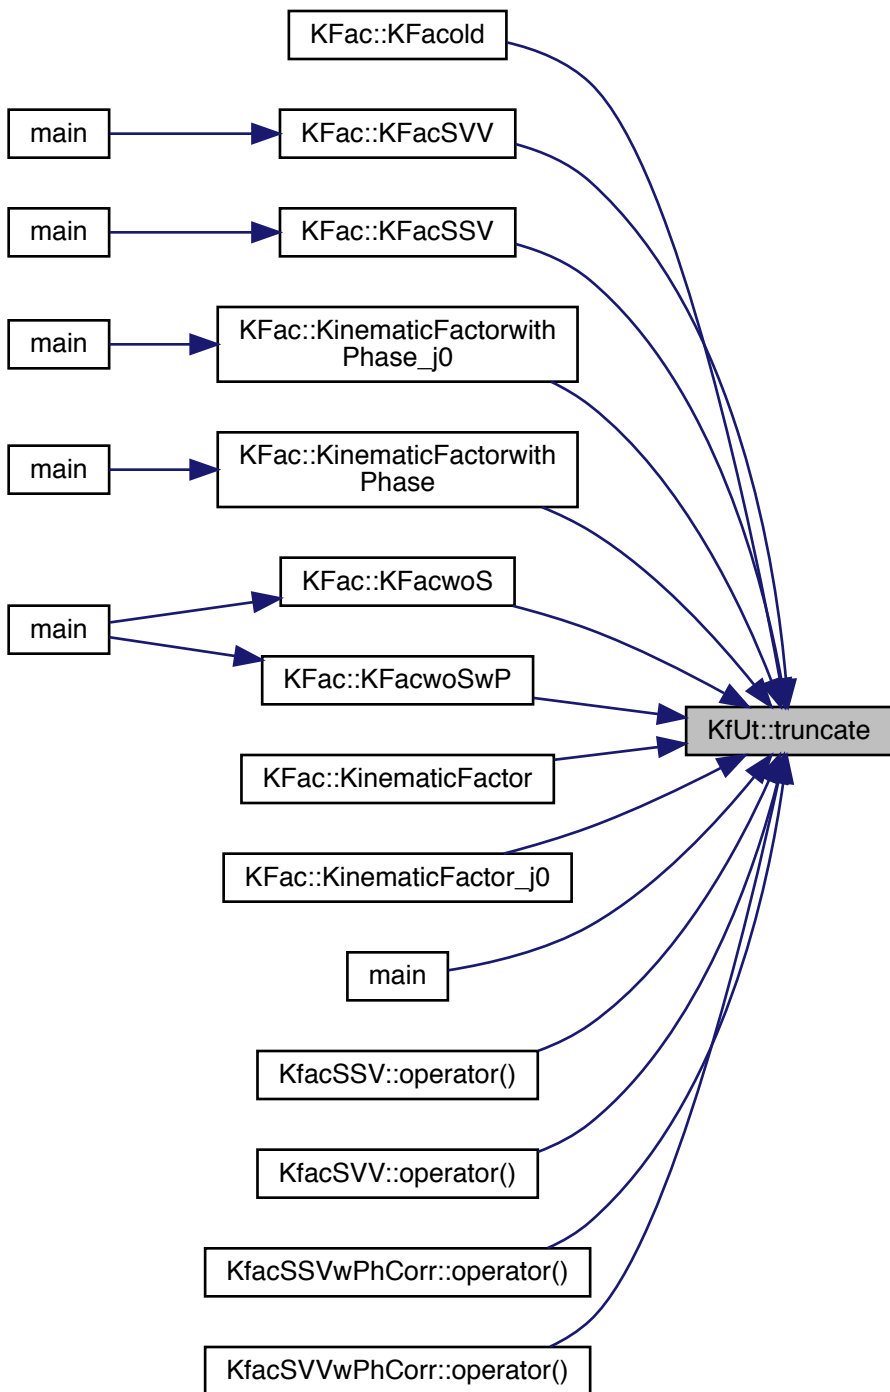 KFac::KFacold
main
KFac::KFacSVV
main
KFac::KFacSSV
main
KFac::KinematicFactorwith
Phase_j0
main
KFac::KinematicFactorwith
Phase
main
KFac::KFacwoS
KFac::KFacwoSwP
KfUt::truncate
KFac::KinematicFactor
KFac::KinematicFactor_j0
main
KfacSSV::operator()
KfacSVV::operator()
KfacSSVwPhCorr::operator()
KfacSVVwPhCorr::operator()